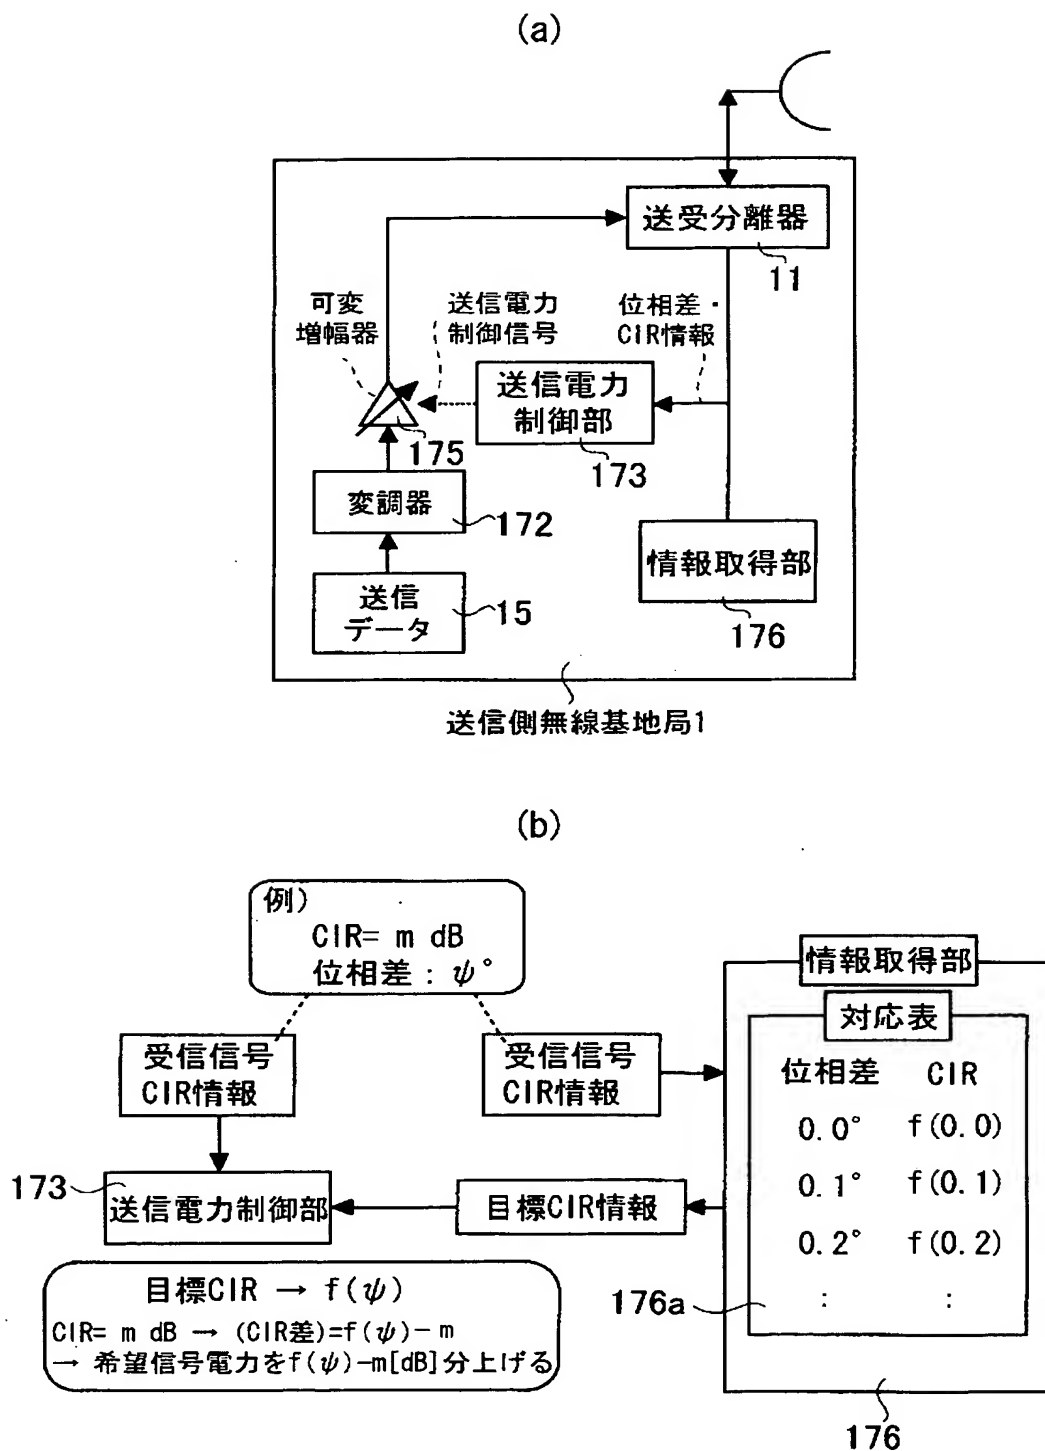 (a)
送受分離器
11
可変
増幅器
送信電力
制御信号
位相差・
CIR情報
送信電力
制御部
173
175
変調器
172
送信
データ
15
情報取得部
176
送信側無線基地局1
(b)
例)
CIR= m dB
位相差：ψ°
受信信号
CIR情報
受信信号
CIR情報
173
送信電力制御部
目標CIR情報
情報取得部
対応表
位相差 CIR
0.0° f(0.0)
0.1° f(0.1)
0.2° f(0.2)
： ：
176a
176
目標CIR → f(ψ)
CIR= m dB → (CIR差)=f(ψ)−m
→ 希望信号電力をf(ψ)−m[dB]分上げる